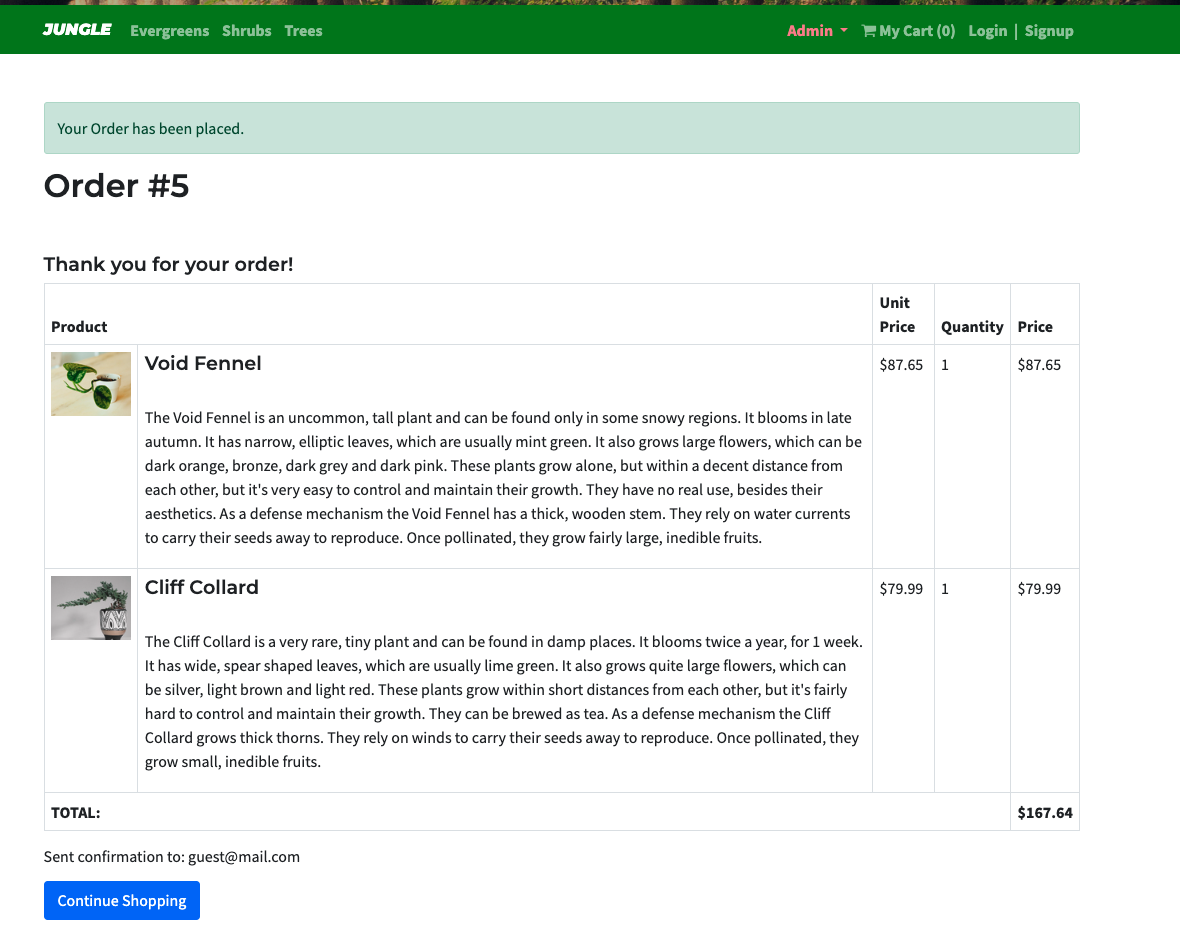 JUNGLE Evergreens Shrubs Trees Admin My Cart (0) Login | Signup
Your Order has been placed.
Order #5
Thank you for your order!
Product Unit Price Quantity Price
Void Fennel $87.65 1 $87.65
The Void Fennel is an uncommon, tall plant and can be found only in some snowy regions. It blooms in late
autumn. It has narrow, elliptic leaves, which are usually mint green. It also grows large flowers, which can be
dark orange, bronze, dark grey and dark pink. These plants grow alone, but within a decent distance from
each other, but it's very easy to control and maintain their growth. They have no real use, besides their
aesthetics. As a defense mechanism the Void Fennel has a thick, wooden stem. They rely on water currents
to carry their seeds away to reproduce. Once pollinated, they grow fairly large, inedible fruits.
Cliff Collard $79.99 1 $79.99
The Cliff Collard is a very rare, tiny plant and can be found in damp places. It blooms twice a year, for 1 week.
It has wide, spear shaped leaves, which are usually lime green. It also grows quite large flowers, which can
be silver, light brown and light red. These plants grow within short distances from each other, but it's fairly
hard to control and maintain their growth. They can be brewed as tea. As a defense mechanism the Cliff
Collard grows thick thorns. They rely on winds to carry their seeds away to reproduce. Once pollinated, they
grow small, inedible fruits.
TOTAL: $167.64
Sent confirmation to: guest@mail.com
Continue Shopping